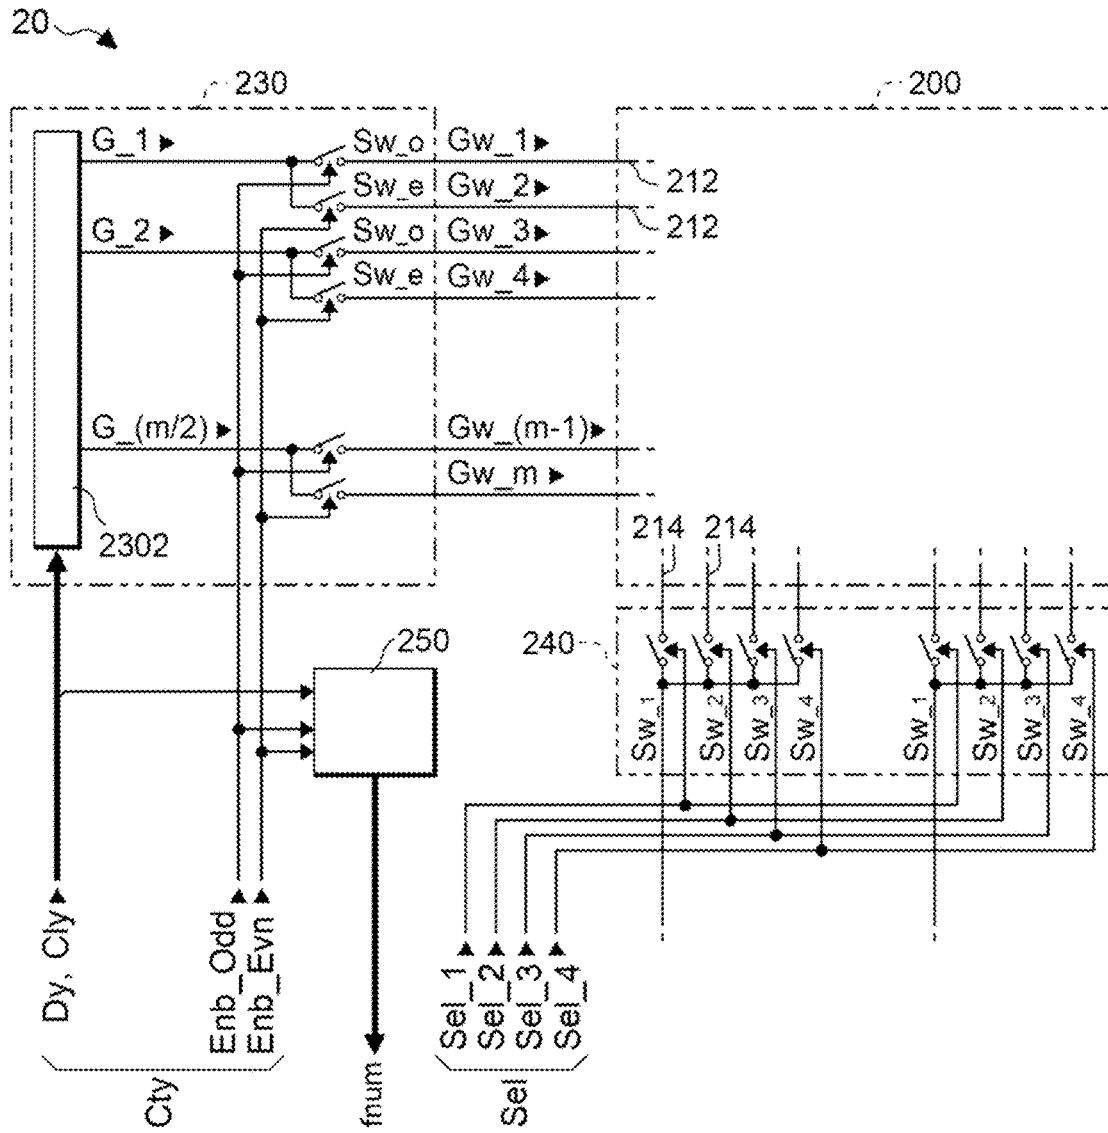 20
230
200
G_1
Sw_o
Gw_1
212
Sw_e
Gw_2
212
G_2
Sw_o
Gw_3
Sw_e
Gw_4
G_(m/2)
Gw_(m-1)
Gw_m
2302
214
214
250
240
Sw_1
Sw_2
Sw_3
Sw_4
Sw_1
Sw_2
Sw_3
Sw_4
Dy, Cly
Enb_Odd
Enb_Evn
Cty
fnum
Sel_1
Sel_2
Sel_3
Sel_4
Sel